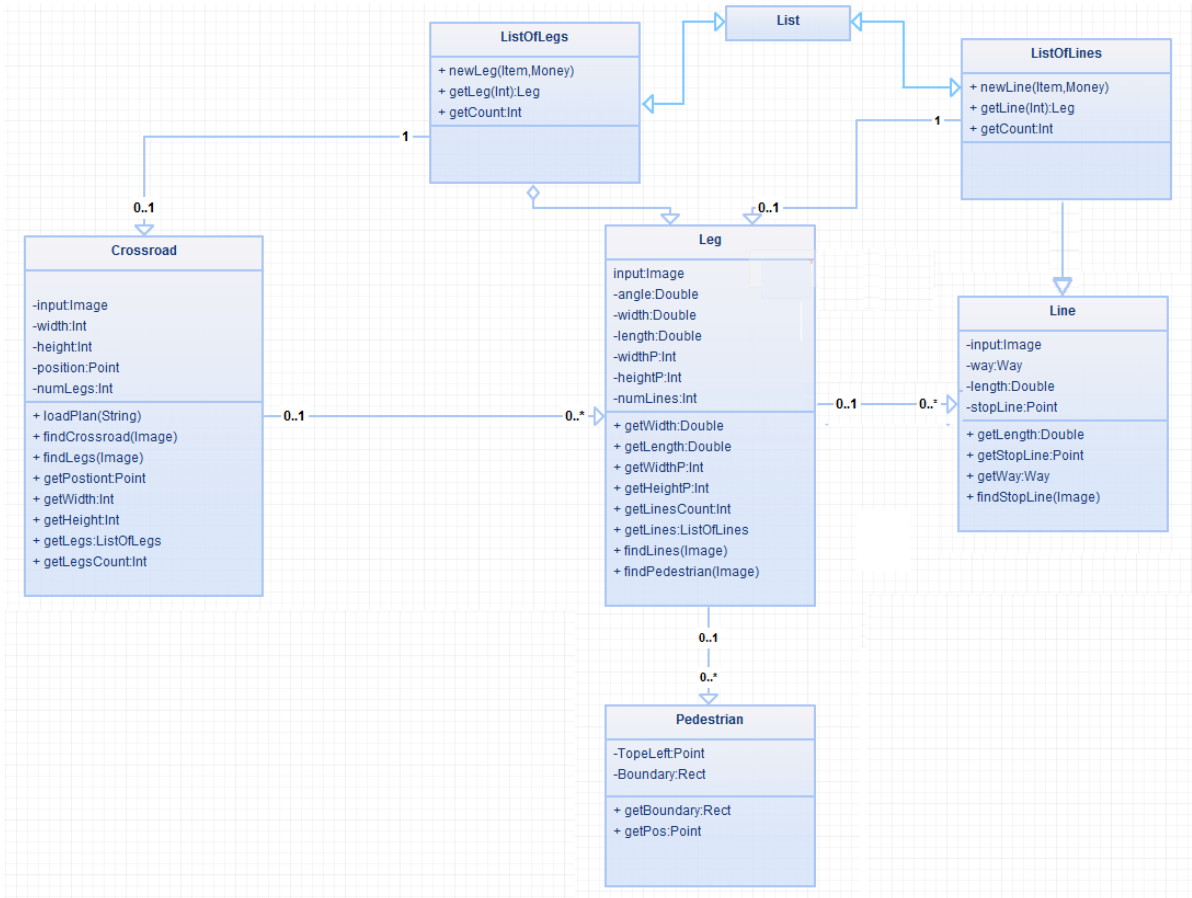 List
ListOfLegs
+ newLeg(Item,Money)
+ getLeg(Int):Leg
+ getCount:Int
ListOfLines
+ newLine(Item,Money)
+ getLine(Int):Leg
+ getCount:Int
1
0..1
1
0..1
Crossroad
-input:Image
-width:Int
-height:Int
-position:Point
-numLegs:Int
+ loadPlan(String)
+ findCrossroad(Image)
+ findLegs(Image)
+ getPostiont:Point
+ getWidth:Int
+ getHeight:Int
+ getLegs:ListOfLegs
+ getLegsCount:Int
0..1
0..*
Leg
input:Image
-angle:Double
-width:Double
-length:Double
-widthP:Int
-heightP:Int
-numLines:Int
+ getWidth:Double
+ getLength:Double
+ getWidthP:Int
+ getHeightP:Int
+ getLinesCount:Int
+ getLines:ListOfLines
+ findLines(Image)
+ findPedestrian(Image)
0..1
0..*
Line
-input:Image
-way:Way
-length:Double
-stopLine:Point
+ getLength:Double
+ getStopLine:Point
+ getWay:Way
+ findStopLine(Image)
0..1
0..*
Pedestrian
-TopeLeft:Point
-Boundary:Rect
+ getBoundary:Rect
+ getPos:Point